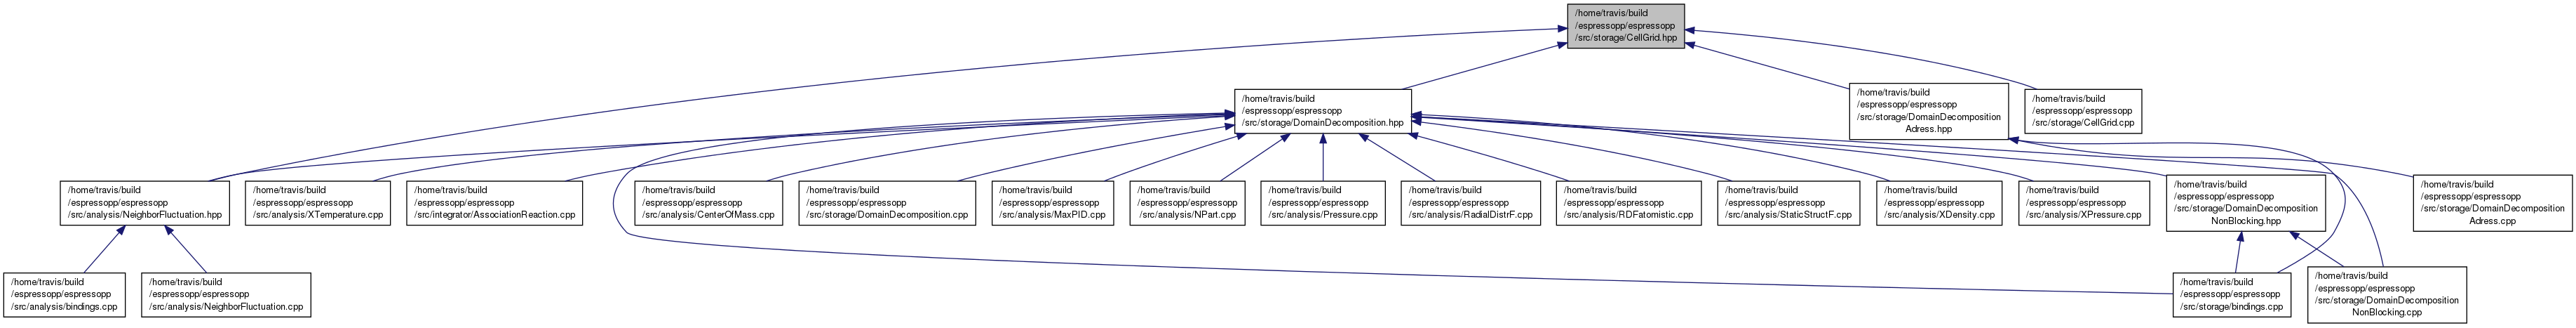 /home/travis/build
/espressopp/espressopp
/src/storage/CellGrid.hpp
/home/travis/build
/espressopp/espressopp
/src/storage/DomainDecomposition.hpp
/home/travis/build
/espressopp/espressopp
/src/storage/DomainDecomposition
Adress.hpp
/home/travis/build
/espressopp/espressopp
/src/storage/CellGrid.cpp
/home/travis/build
/espressopp/espressopp
/src/analysis/NeighborFluctuation.hpp
/home/travis/build
/espressopp/espressopp
/src/analysis/XTemperature.cpp
/home/travis/build
/espressopp/espressopp
/src/integrator/AssociationReaction.cpp
/home/travis/build
/espressopp/espressopp
/src/analysis/CenterOfMass.cpp
/home/travis/build
/espressopp/espressopp
/src/storage/DomainDecomposition.cpp
/home/travis/build
/espressopp/espressopp
/src/analysis/MaxPID.cpp
/home/travis/build
/espressopp/espressopp
/src/analysis/NPart.cpp
/home/travis/build
/espressopp/espressopp
/src/analysis/Pressure.cpp
/home/travis/build
/espressopp/espressopp
/src/analysis/RadialDistrF.cpp
/home/travis/build
/espressopp/espressopp
/src/analysis/RDFatomistic.cpp
/home/travis/build
/espressopp/espressopp
/src/analysis/StaticStructF.cpp
/home/travis/build
/espressopp/espressopp
/src/analysis/XDensity.cpp
/home/travis/build
/espressopp/espressopp
/src/analysis/XPressure.cpp
/home/travis/build
/espressopp/espressopp
/src/storage/DomainDecomposition
NonBlocking.hpp
/home/travis/build
/espressopp/espressopp
/src/storage/DomainDecomposition
Adress.cpp
/home/travis/build
/espressopp/espressopp
/src/analysis/bindings.cpp
/home/travis/build
/espressopp/espressopp
/src/analysis/NeighborFluctuation.cpp
/home/travis/build
/espressopp/espressopp
/src/storage/bindings.cpp
/home/travis/build
/espressopp/espressopp
/src/storage/DomainDecomposition
NonBlocking.cpp